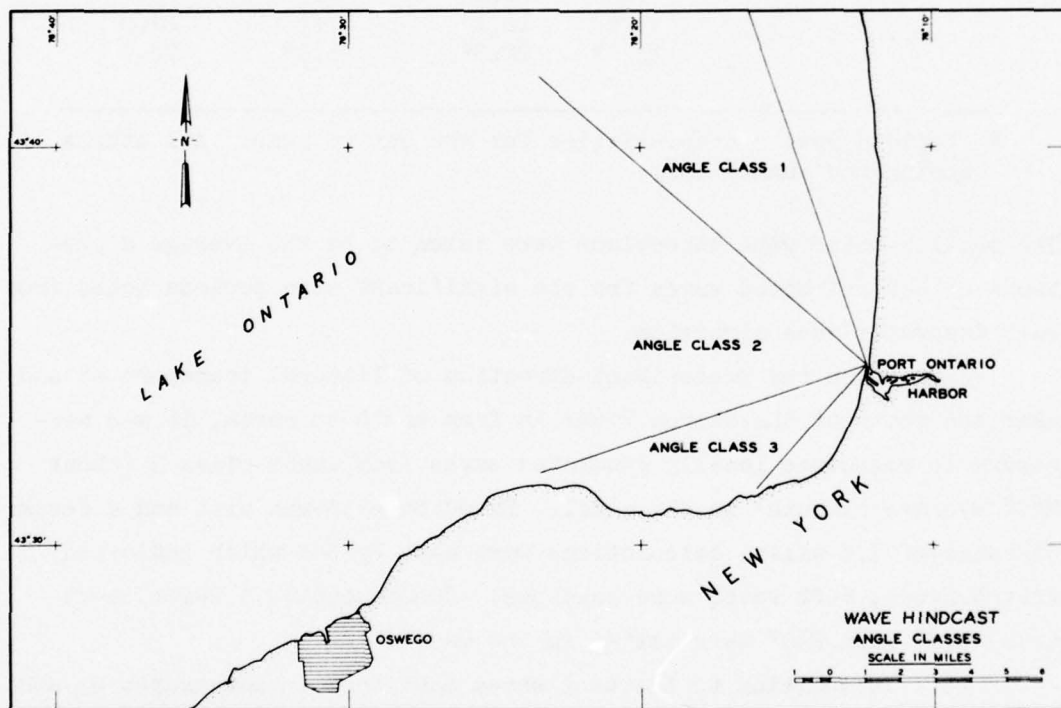 76° 40'
76° 30'
76° 20'
76° 10'
N
43° 40'
ANGLE CLASS 1
LAKE ONTARIO
ANGLE CLASS 2
PORT ONTARIO
HARBOR
ANGLE CLASS 3
43° 30'
NEW YORK
OSWEGO
WAVE HINDCAST
ANGLE CLASSES
SCALE IN MILES